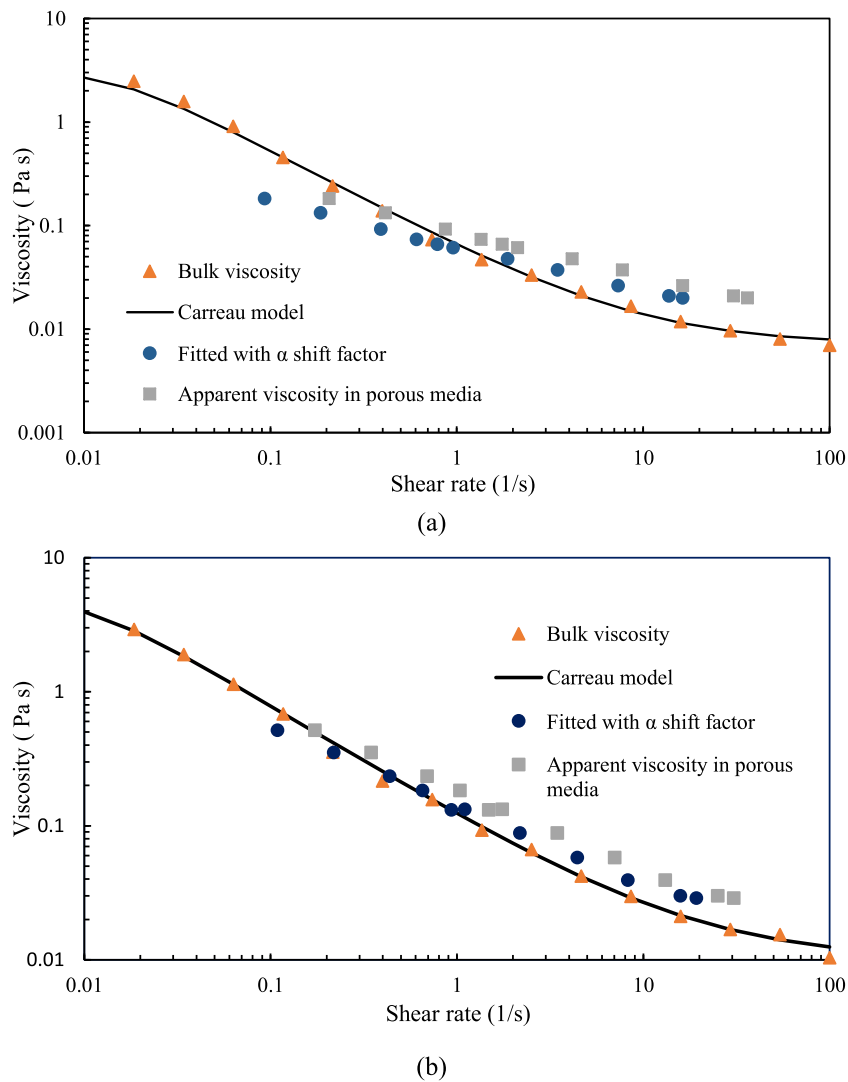 10
1
0.1
0.01
0.001
Viscosity ( Pa s)
Bulk viscosity
Carreau model
Fitted with α shift factor
Apparent viscosity in porous media
0.01 0.1 1 10 100
Shear rate (1/s)
(a)
10
1
0.1
0.01
Viscosity ( Pa s)
Bulk viscosity
Carreau model
Fitted with α shift factor
Apparent viscosity in porous
media
0.01 0.1 1 10 100
Shear rate (1/s)
(b)